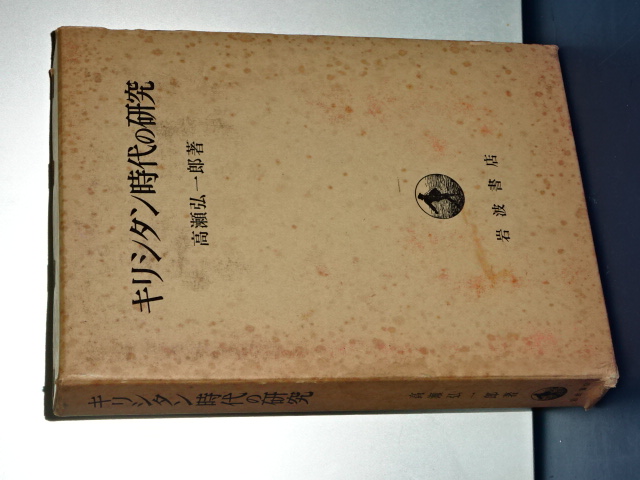 キリシタン時代の研究
高瀬弘一郎著
岩波書店
キリシタン時代の研究
高瀬弘一郎著